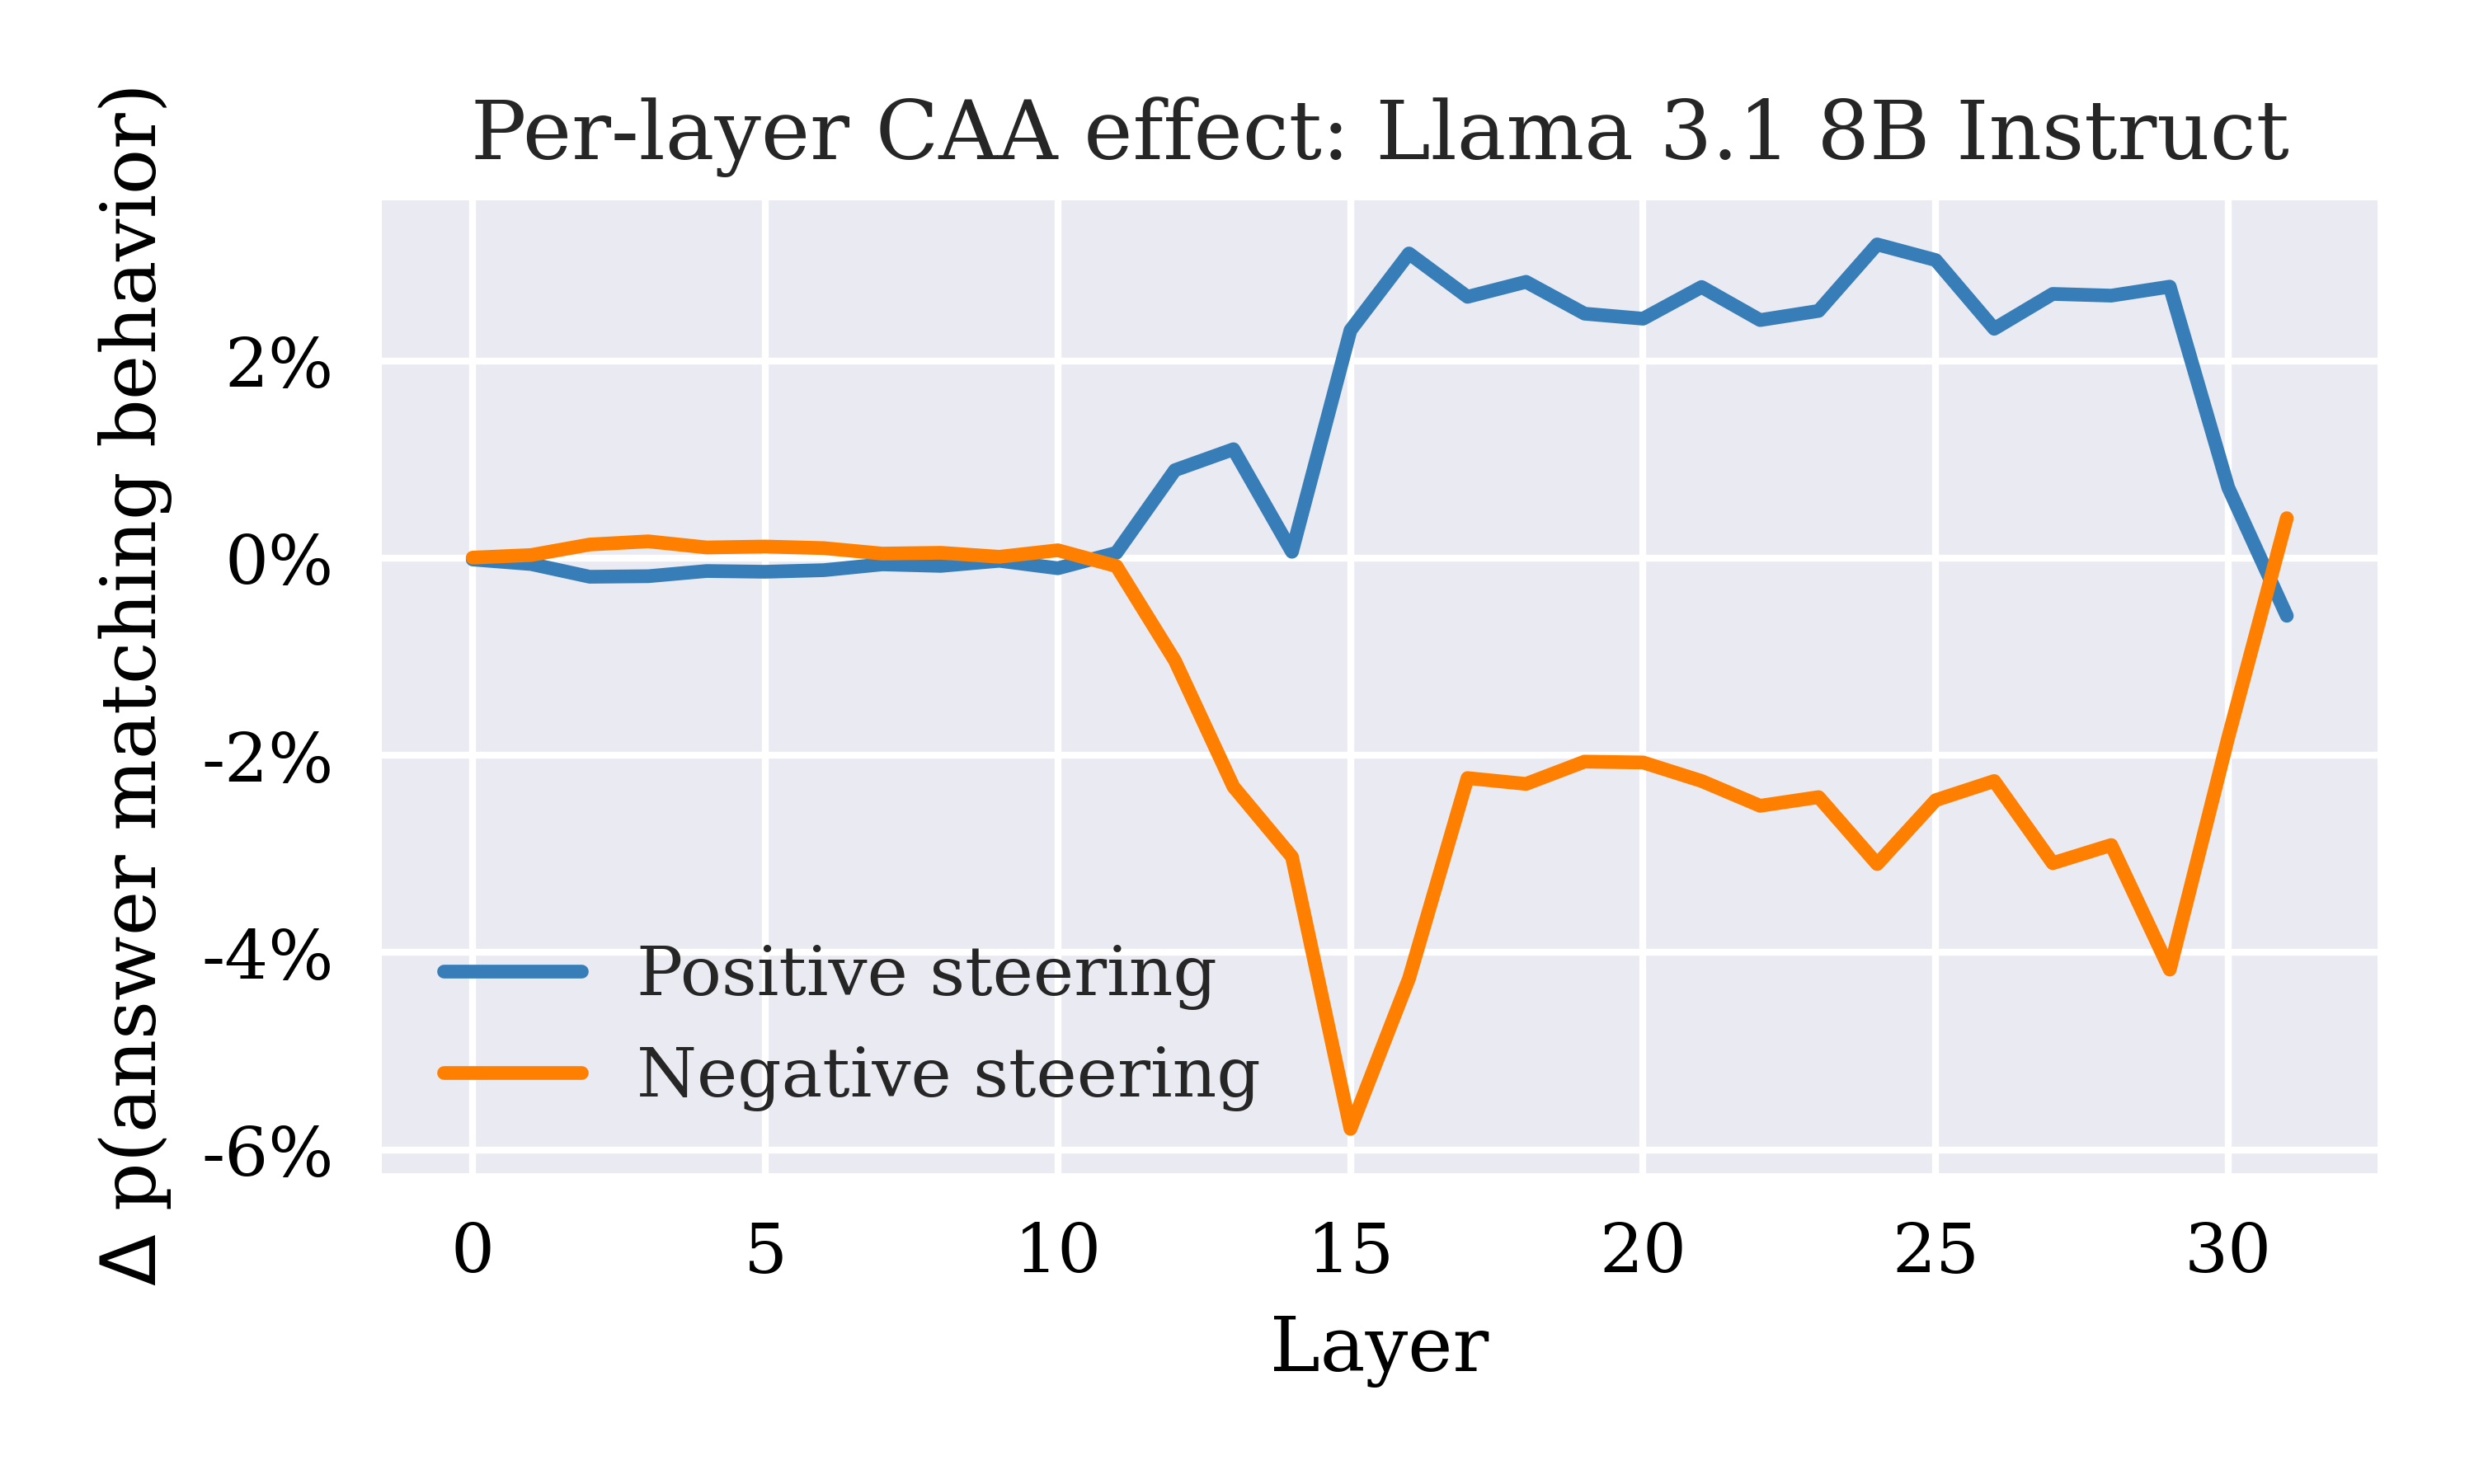 Per-layer CAA effect: Llama 3.1 8B Instruct
Δ p(answer matching behavior)
2%
0%
-2%
-4%
-6%
Positive steering
Negative steering
0 5 10 15 20 25 30
Layer